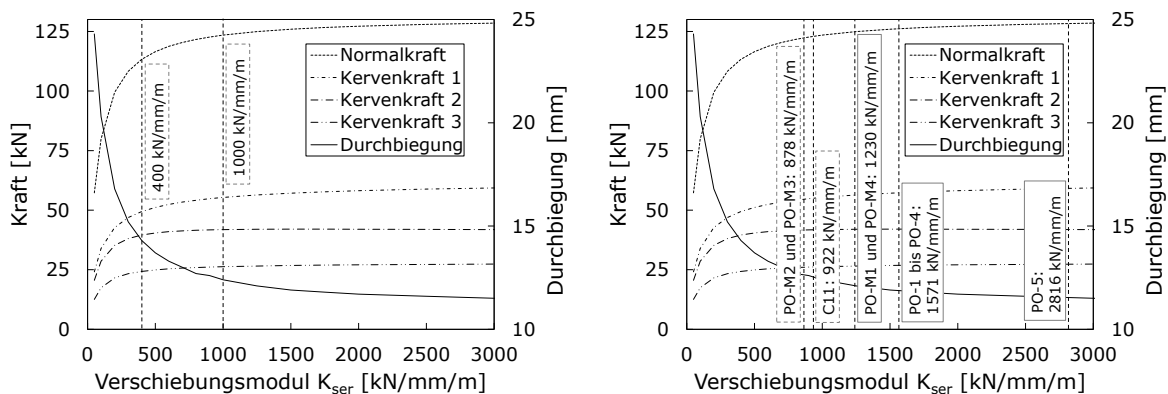 125
100
75
50
25
0
Kraft [kN]
25
20
15
10
Durchbiegung [mm]
Normalkraft
Kervenkraft 1
Kervenkraft 2
Kervenkraft 3
Durchbiegung
400 kN/mm/m
1000 kN/mm/m
0 500 1000 1500 2000 2500 3000
Verschiebungsmodul Kser [kN/mm/m]
125
100
75
50
25
0
Kraft [kN]
25
20
15
10
Durchbiegung [mm]
Normalkraft
Kervenkraft 1
Kervenkraft 2
Kervenkraft 3
Durchbiegung
PO-M2 und PO-M3: 878 kN/mm/m
C11: 922 kN/mm/m
PO-M1 und PO-M4: 1230 kN/mm/m
PO-1 bis PO-4:
1571 kN/mm/m
PO-5:
2816 kN/mm/m
0 500 1000 1500 2000 2500 3000
Verschiebungsmodul Kser [kN/mm/m]